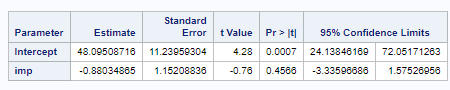 Parameter Estimate Standard Error t Value Pr > |t| 95% Confidence Limits
Intercept 48.09508716 11.23959304 4.28 0.0007 24.13846169 72.05171263
imp -0.88034865 1.15208836 -0.76 0.4566 -3.33596686 1.57526956